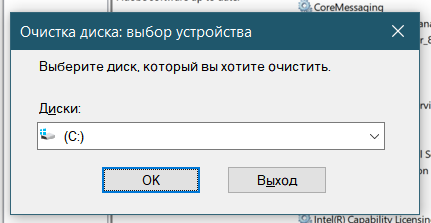 CoreMessaging
Очистка диска: выбор устройства
Выберите диск, который вы хотите очистить.
Диски:
(C:)
OK
Выход
Intel(R) Capability Licensing